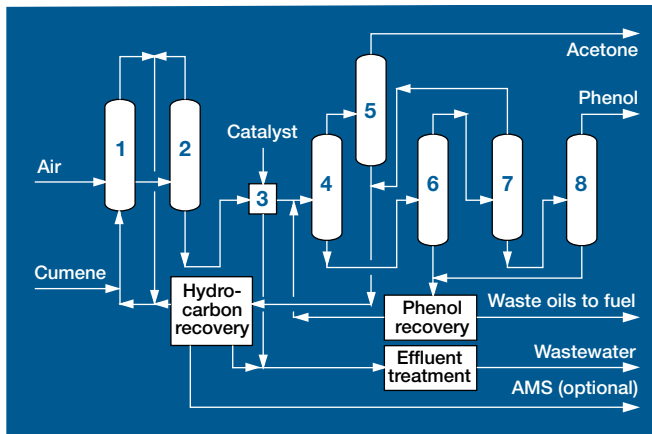 Acetone
5
Phenol
Catalyst
1
2
Air
3
4
6
7
8
Cumene
Hydro-
carbon
recovery
Phenol
recovery
Waste oils to fuel
Effluent
treatment
Wastewater
AMS (optional)